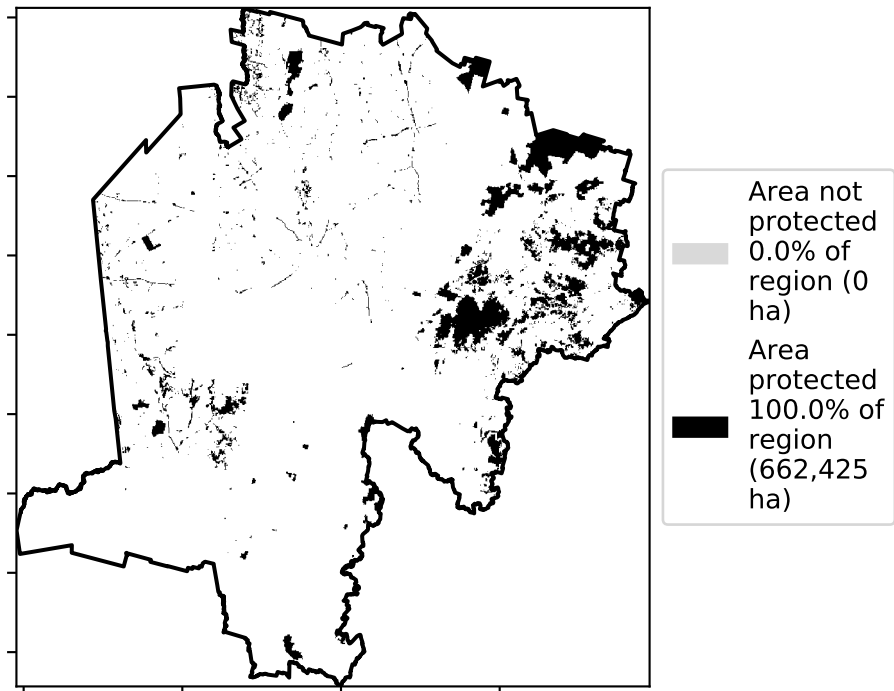 Area not
protected
0.0% of
region (0
ha)
Area
protected
100.0% of
region
(662,425
ha)